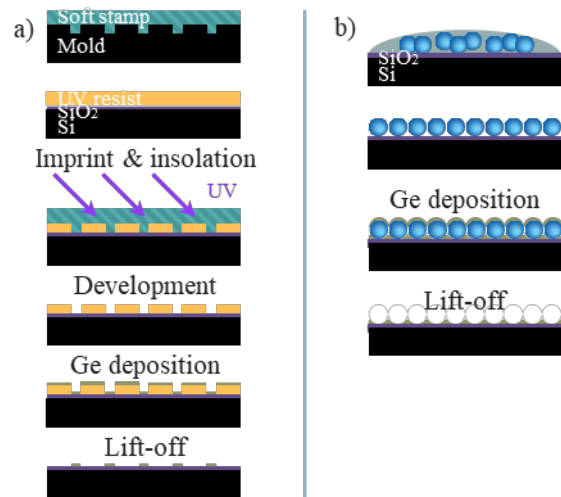 a)
Soft stamp
Mold
UV resist
SiO₂
Si
Imprint & insolation
UV
Development
Ge deposition
Lift-off
b)
SiO₂
Si
Ge deposition
Lift-off